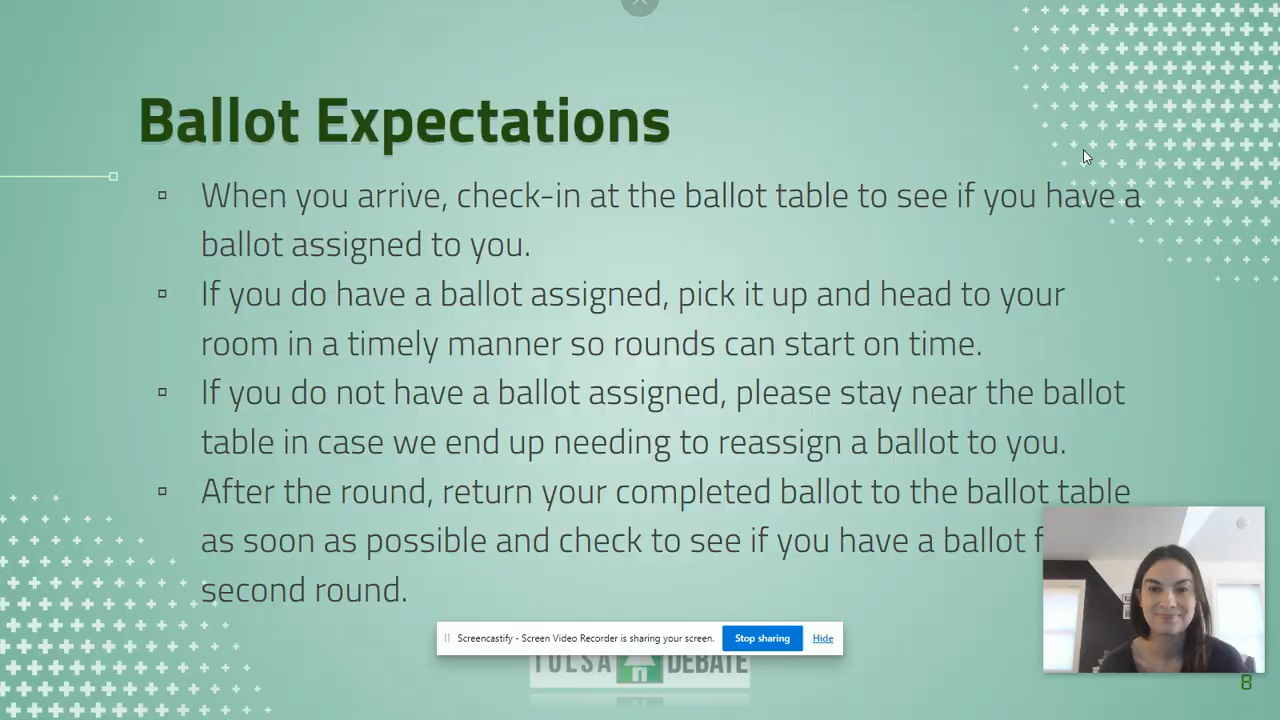 Ballot Expectations
When you arrive, check-in at the ballot table to see if you have a
ballot assigned to you.
If you do have a ballot assigned, pick it up and head to your
room in a timely manner so rounds can start on time.
If you do not have a ballot assigned, please stay near the ballot
table in case we end up needing to reassign a ballot to you.
After the round, return your completed ballot to the ballot table
as soon as possible and check to see if you have a ballot
second round.
Screencastify - Screen Video Recorder is sharing your screen. Stop sharing Hide
TULSA DEBATE
8